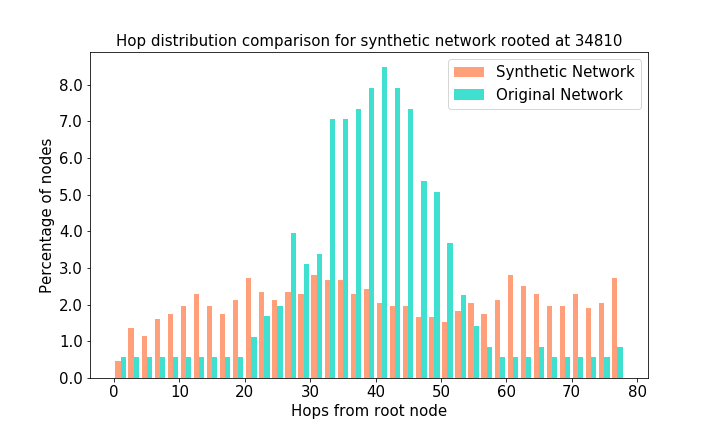 Hop distribution comparison for synthetic network rooted at 34810
Synthetic Network
Original Network
Percentage of nodes
8.0
7.0
6.0
5.0
4.0
3.0
2.0
1.0
0.0
0 10 20 30 40 50 60 70 80
Hops from root node